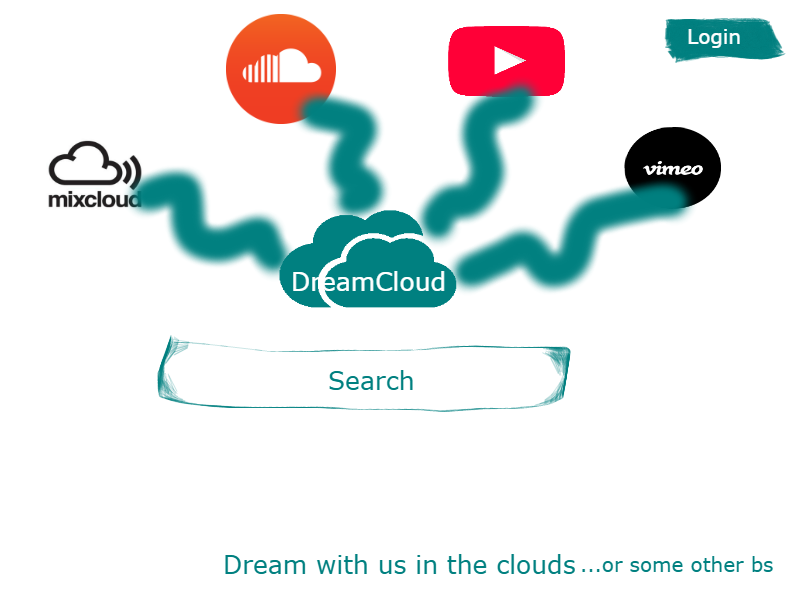 Login
vimeo
mixcloud
DreamCloud
Search
Dream with us in the clouds ...or some other bs